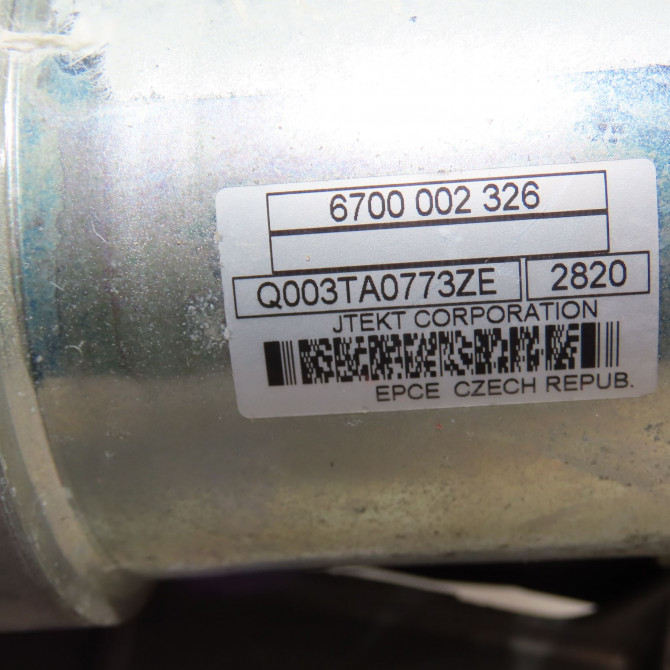 6700 002 326
Q003TA0773ZE 2820
JTEKT CORPORATION
EPCE CZECH REPUB.